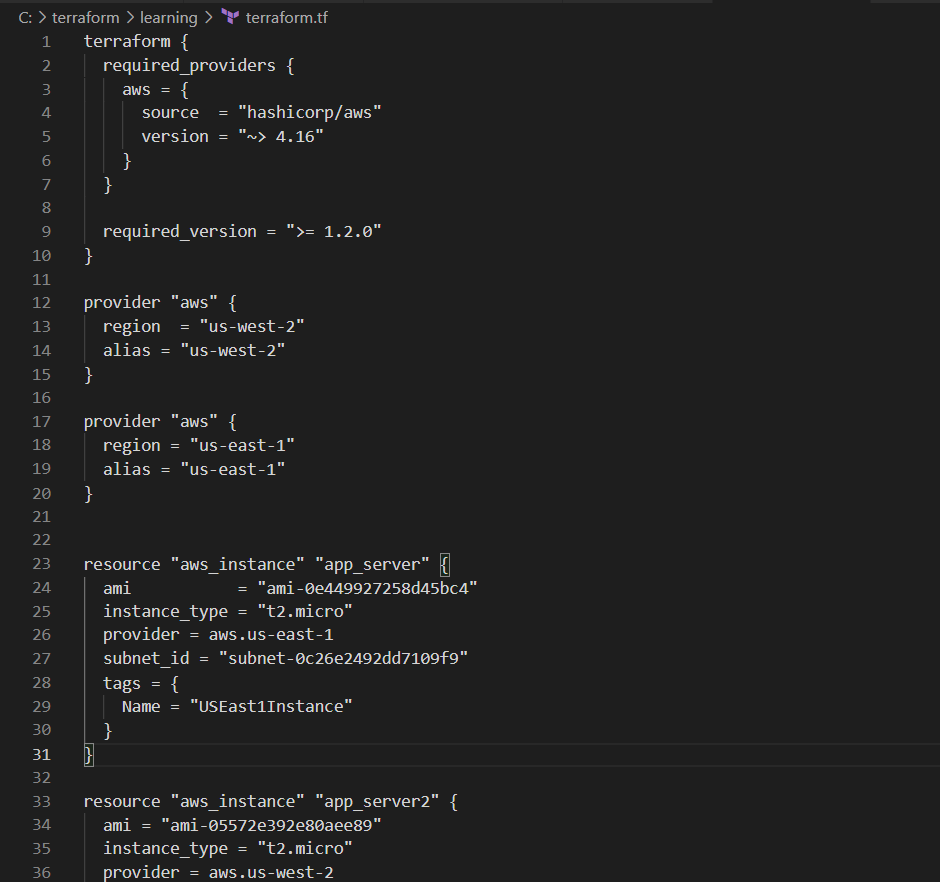 C: > terraform > learning > terraform.tf
1 terraform {
2 required_providers {
3 aws = {
4 source = "hashicorp/aws"
5 version = "~> 4.16"
6 }
7 }
8
9 required_version = ">= 1.2.0"
10 }
11
12 provider "aws" {
13 region = "us-west-2"
14 alias = "us-west-2"
15 }
16
17 provider "aws" {
18 region = "us-east-1"
19 alias = "us-east-1"
20 }
21
22
23 resource "aws_instance" "app_server" {
24 ami = "ami-0e449927258d45bc4"
25 instance_type = "t2.micro"
26 provider = aws.us-east-1
27 subnet_id = "subnet-0c26e2492dd7109f9"
28 tags = {
29 Name = "USEast1Instance"
30 }
31 }
32
33 resource "aws_instance" "app_server2" {
34 ami = "ami-05572e392e80aee89"
35 instance_type = "t2.micro"
36 provider = aws.us-west-2